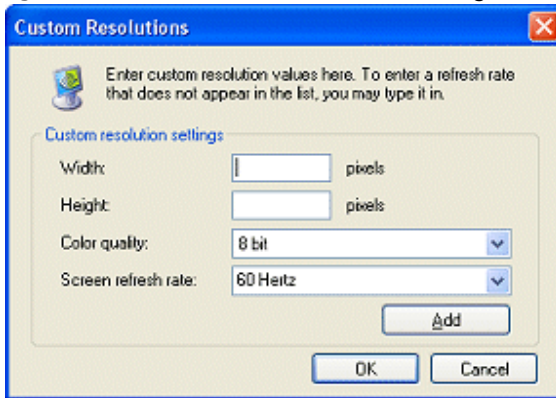 Custom Resolutions
Enter custom resolution values here. To enter a refresh rate
that does not appear in the list, you may type it in.
Custom resolution settings
Width: pixels
Height: pixels
Color quality: 8 bit
Screen refresh rate: 60 Hertz
Add
OK Cancel